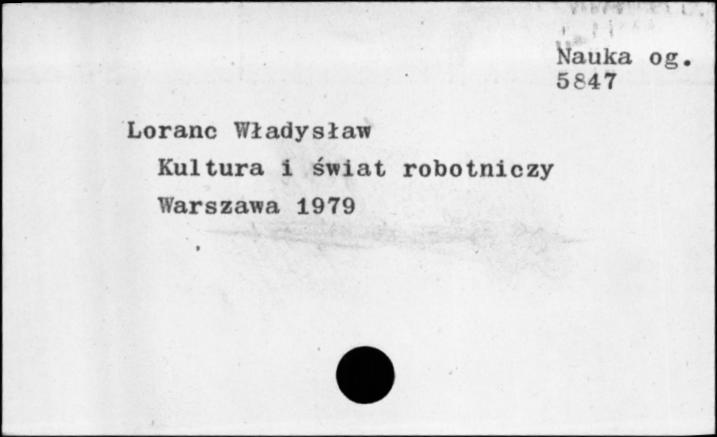 Nauka og.
5847
Loranc Władysław
Kultura i świat robotniczy
Warszawa 1979